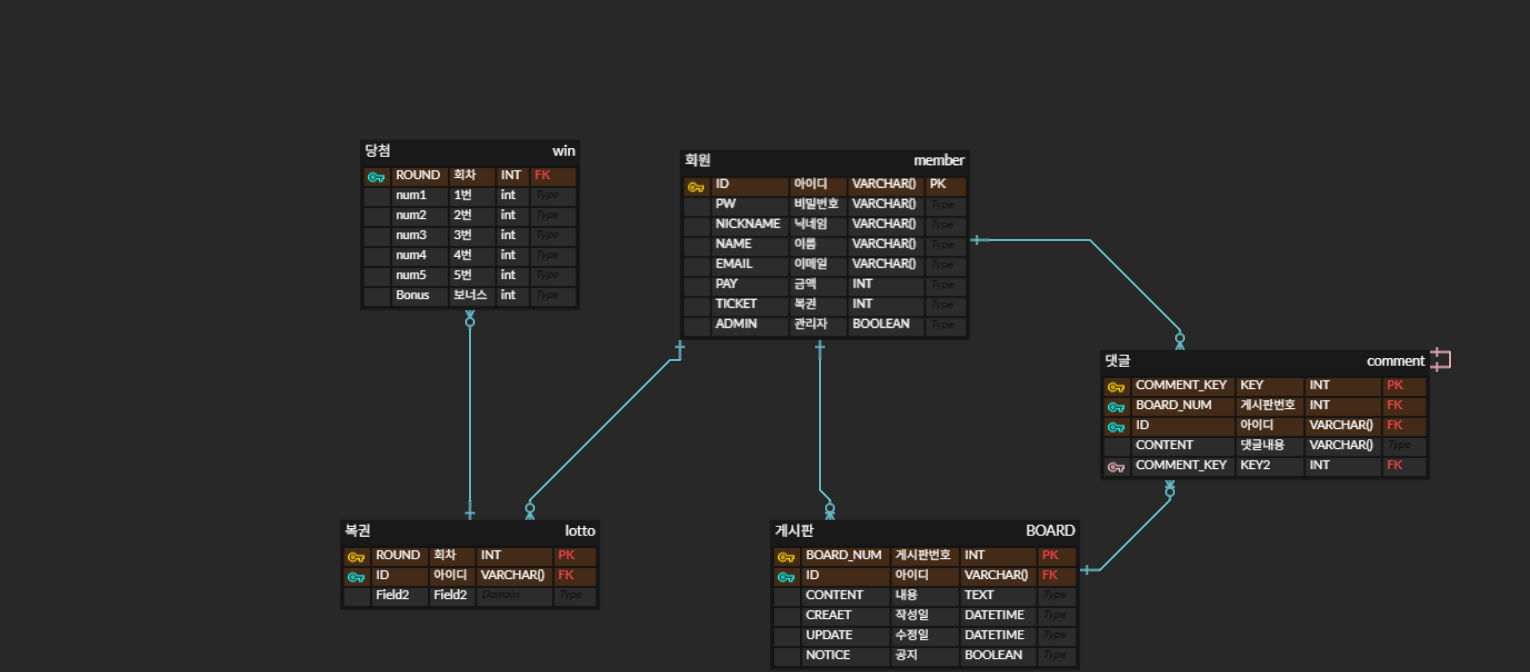 당첨 win
ROUND 회차 INT FK
num1 1번 int Type
num2 2번 int Type
num3 3번 int Type
num4 4번 int Type
num5 5번 int Type
Bonus 보너스 int Type
회원 member
ID 아이디 VARCHAR() PK
PW 비밀번호 VARCHAR() Type
NICKNAME 닉네임 VARCHAR() Type
NAME 이름 VARCHAR() Type
EMAIL 이메일 VARCHAR() Type
PAY 금액 INT Type
TICKET 복권 INT Type
ADMIN 관리자 BOOLEAN Type
댓글 comment
COMMENT_KEY KEY INT PK
BOARD_NUM 게시판번호 INT FK
ID 아이디 VARCHAR() FK
CONTENT 댓글내용 VARCHAR() Type
COMMENT_KEY KEY2 INT FK
복권 lotto
ROUND 회차 INT PK
ID 아이디 VARCHAR() FK
Field2 Field2 Domain Type
게시판 BOARD
BOARD_NUM 게시판번호 INT PK
ID 아이디 VARCHAR() FK
CONTENT 내용 TEXT Type
CREAET 작성일 DATETIME Type
UPDATE 수정일 DATETIME Type
NOTICE 공지 BOOLEAN Type